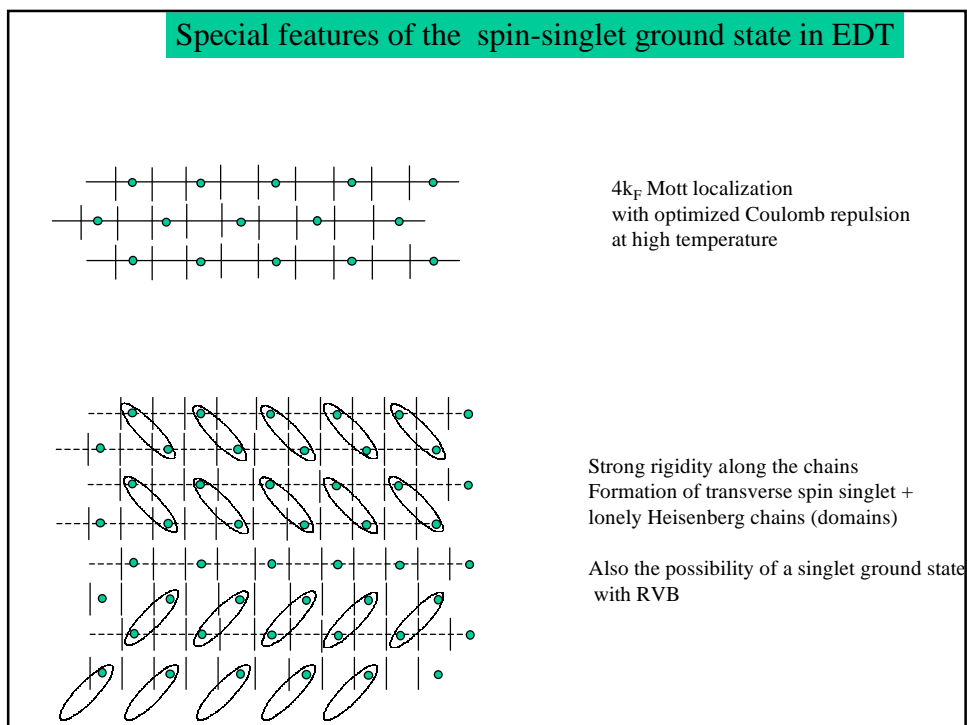 Special features of the spin-singlet ground state in EDT
4k_F Mott localization
with optimized Coulomb repulsion
at high temperature
Strong rigidity along the chains
Formation of transverse spin singlet +
lonely Heisenberg chains (domains)
Also the possibility of a singlet ground state
with RVB